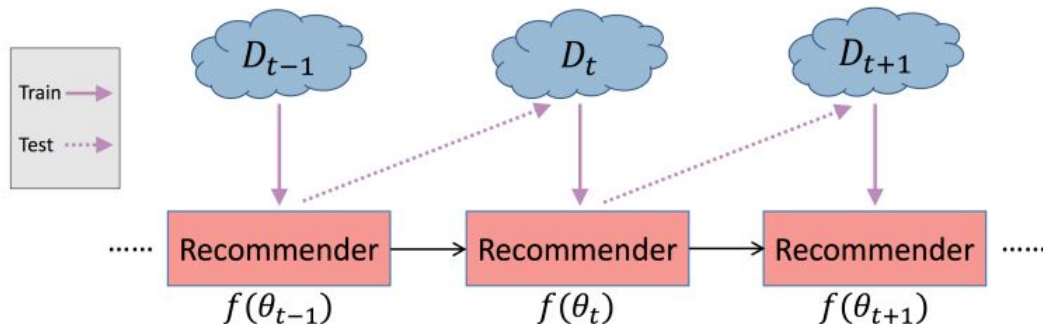 D_{t-1} D_t D_{t+1}
Train
Test
...... Recommender Recommender Recommender ......
f(θ_{t-1}) f(θ_t) f(θ_{t+1})